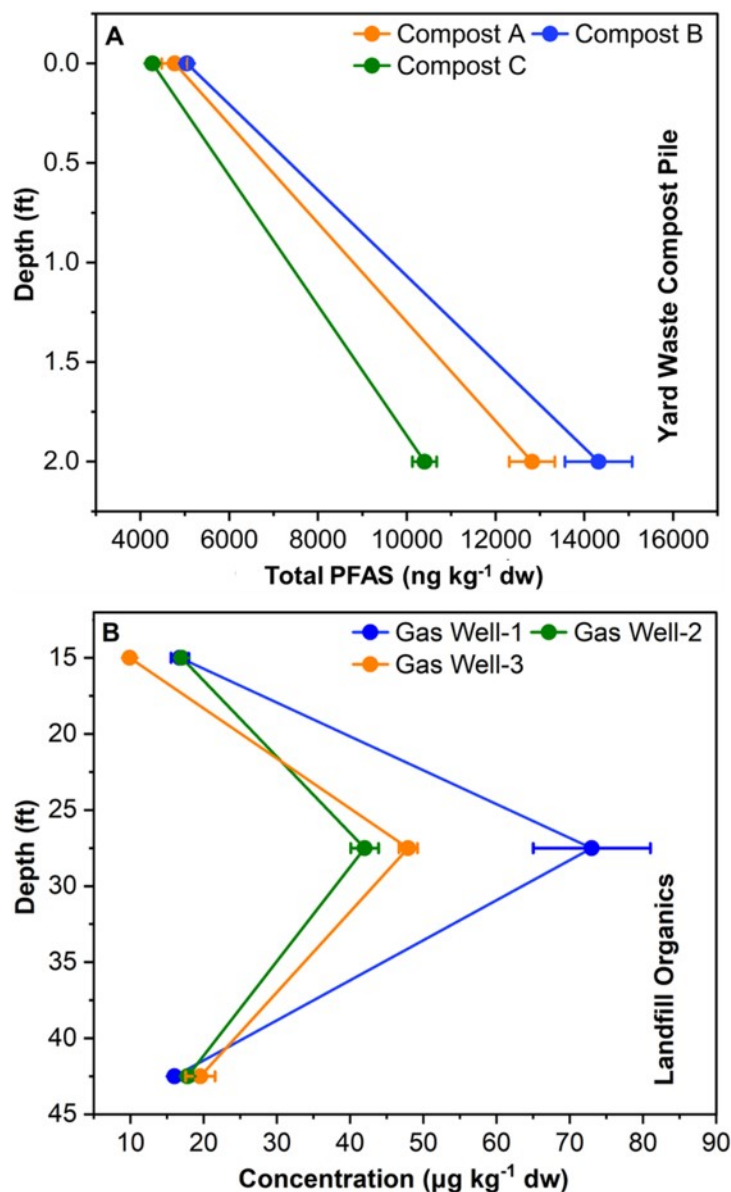 A
Compost A Compost B
Compost C
0.0
0.5
1.0
1.5
2.0
Depth (ft)
Yard Waste Compost Pile
4000 6000 8000 10000 12000 14000 16000
Total PFAS (ng kg⁻¹ dw)
B
Gas Well-1 Gas Well-2
Gas Well-3
15
20
25
30
35
40
45
Depth (ft)
Landfill Organics
10 20 30 40 50 60 70 80 90
Concentration (µg kg⁻¹ dw)